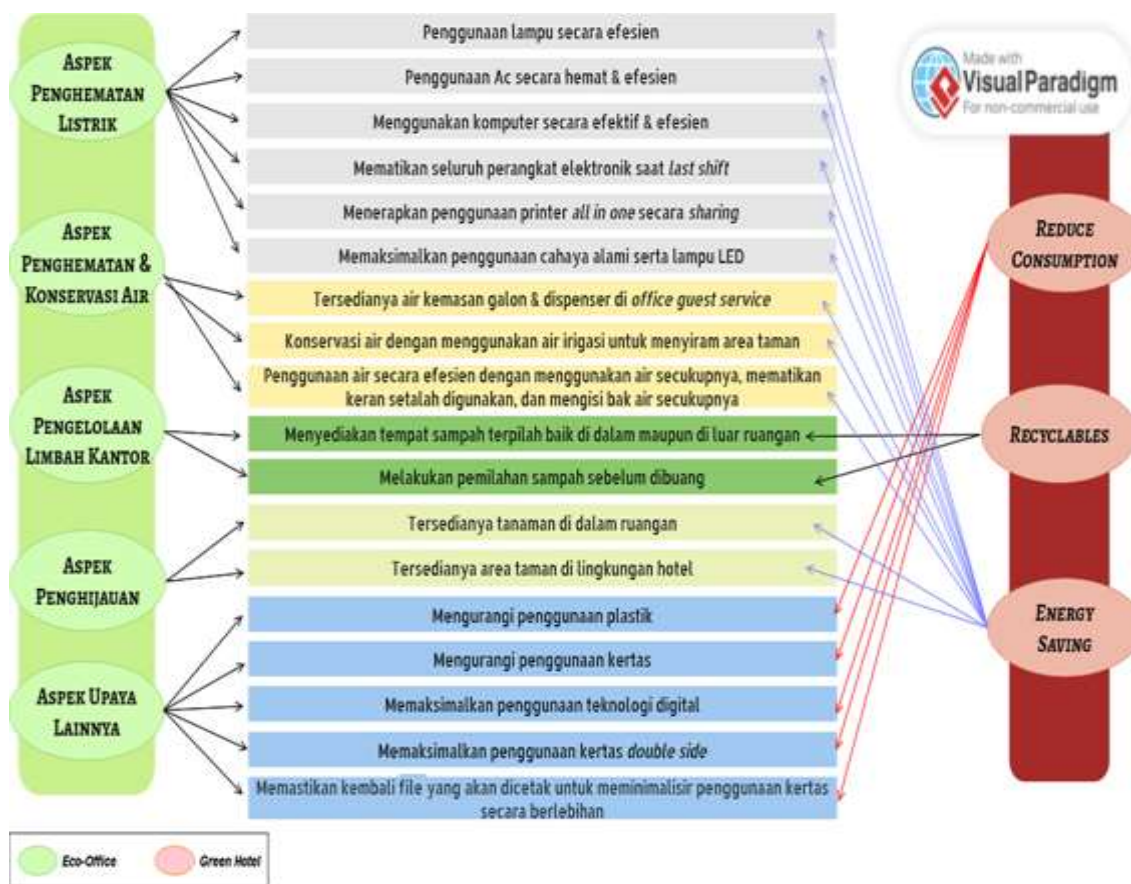 ASPEK
PENGHEMATAN
LISTRIK
ASPEK
PENGHEMATAN &
KONSERVASI AIR
ASPEK
PENGELOLAAN
LIMBAH KANTOR
ASPEK
PENGHIJAUAN
ASPEK UPAYA
LAINNYA
Penggunaan lampu secara efesien
Penggunaan Ac secara hemat & efesien
Menggunakan komputer secara efektif & efesien
Mematikan seluruh perangkat elektronik saat last shift
Menerapkan penggunaan printer all in one secara sharing
Memaksimalkan penggunaan cahaya alami serta lampu LED
Tersedianya air kemasan galon & dispenser di office guest service
Konservasi air dengan menggunakan air irigasi untuk menyiram area taman
Penggunaan air secara efesien dengan menggunakan air secukupnya, mematikan
keran setalah digunakan, dan mengisi bak air secukupnya
Menyediakan tempat sampah terpilah baik di dalam maupun di luar ruangan
Melakukan pemilahan sampah sebelum dibuang
Tersedianya tanaman di dalam ruangan
Tersedianya area taman di lingkungan hotel
Mengurangi penggunaan plastik
Mengurangi penggunaan kertas
Memaksimalkan penggunaan teknologi digital
Memaksimalkan penggunaan kertas double side
Memastikan kembali file yang akan dicetak untuk meminimalisir penggunaan kertas
secara berlebihan
Made with
VisualParadigm
For non-commercial use
REDUCE
CONSUMPTION
RECYCLABLES
ENERGY
SAVING
Eco-Office
Green Hotel